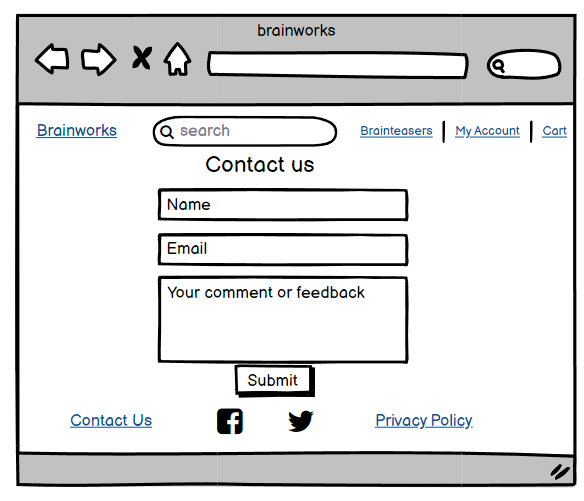 brainworks
Brainworks search Brainteasers My Account Cart
Contact us
Name
Email
Your comment or feedback
Submit
Contact Us Privacy Policy